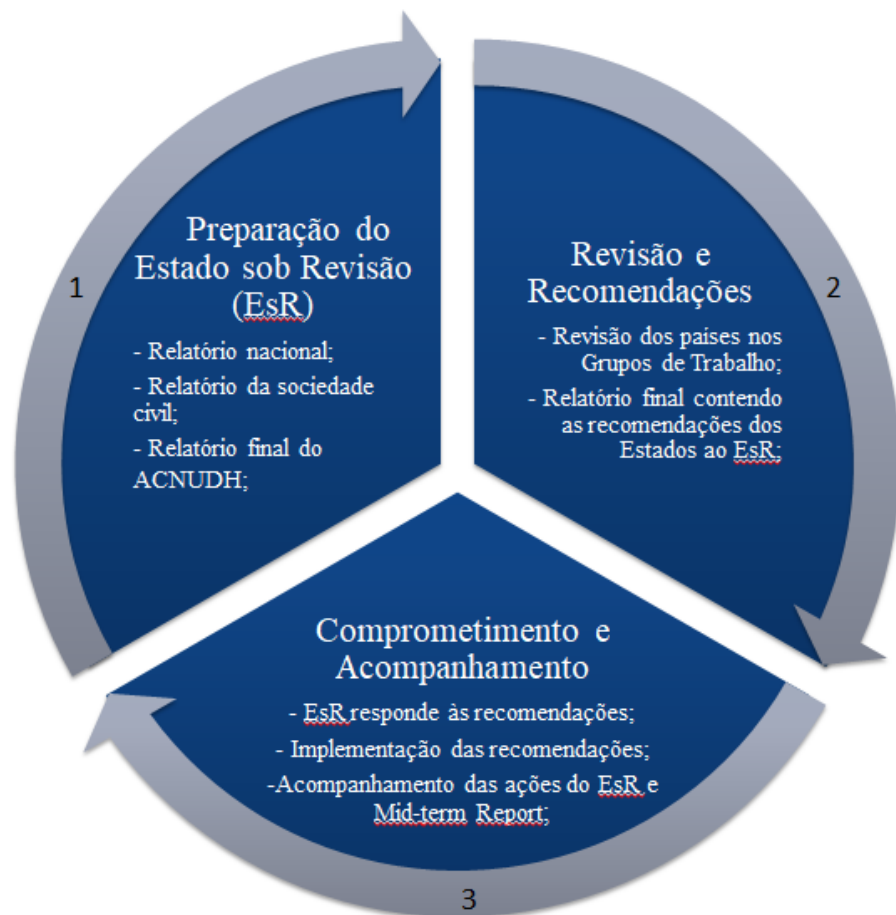 1
Preparação do
Estado sob Revisão
(EsR)
- Relatório nacional;
- Relatório da sociedade
civil;
- Relatório final do
ACNUDH;
2
Revisão e
Recomendações
- Revisão dos países nos
Grupos de Trabalho;
- Relatório final contendo
as recomendações dos
Estados ao EsR;
Comprometimento e
Acompanhamento
- EsR responde às recomendações;
- Implementação das recomendações;
-Acompanhamento das ações do EsR e
Mid-term Report;
3